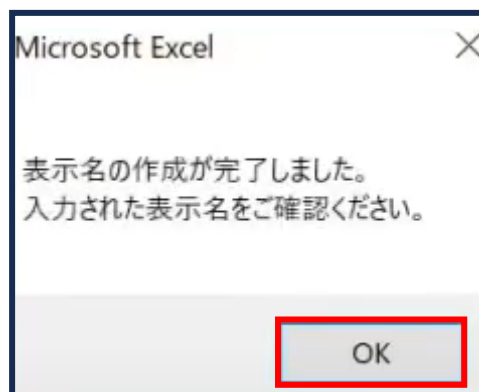 Microsoft Excel
表示名の作成が完了しました。
入力された表示名をご確認ください。
OK